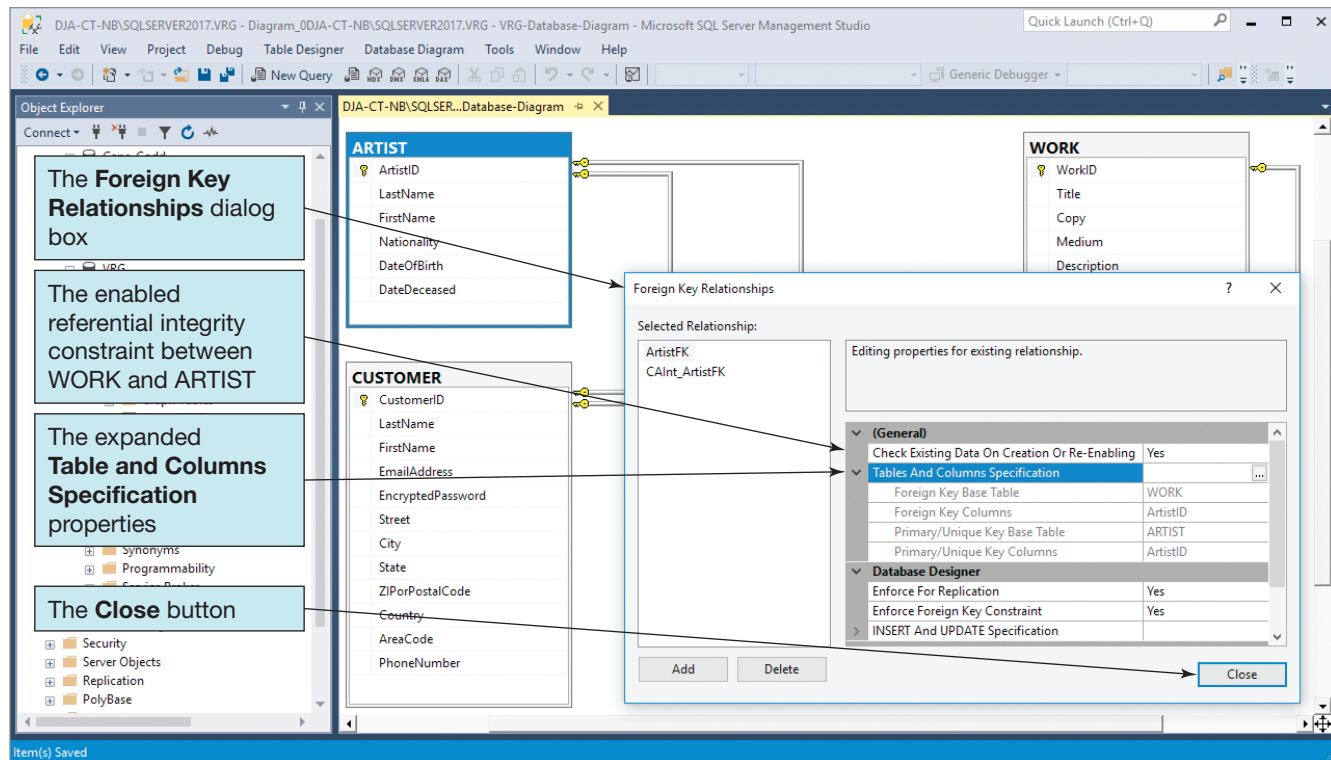 DJA-CT-NB\SQLSERVER2017.VRG - Diagram_0DJA-CT-NB\SQLSERVER2017.VRG - VRG-Database-Diagram - Microsoft SQL Server Management Studio
Quick Launch (Ctrl+Q)
File Edit View Project Debug Table Designer Database Diagram Tools Window Help
New Query
MDX DMX XMLA DAX
Generic Debugger
Object Explorer
DJA-CT-NB\SQLSER...Database-Diagram
Connect
The Foreign Key
Relationships dialog
box
VRG
The enabled
referential integrity
constraint between
WORK and ARTIST
The expanded
Table and Columns
Specification
properties
Synonyms
Programmability
Service Broker
The Close button
Security
Server Objects
Replication
PolyBase
ARTIST
ArtistID
LastName
FirstName
Nationality
DateOfBirth
DateDeceased
CUSTOMER
CustomerID
LastName
FirstName
EmailAddress
EncryptedPassword
Street
City
State
ZIPorPostalCode
Country
AreaCode
PhoneNumber
WORK
WorkID
Title
Copy
Medium
Description
Foreign Key Relationships
?
Selected Relationship:
ArtistFK
CAInt_ArtistFK
Editing properties for existing relationship.
(General)
Check Existing Data On Creation Or Re-Enabling Yes
Tables And Columns Specification ...
Foreign Key Base Table WORK
Foreign Key Columns ArtistID
Primary/Unique Key Base Table ARTIST
Primary/Unique Key Columns ArtistID
Database Designer
Enforce For Replication Yes
Enforce Foreign Key Constraint Yes
INSERT And UPDATE Specification
Add Delete
Close
Item(s) Saved